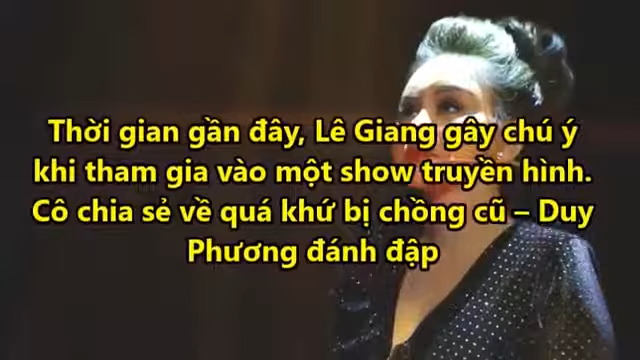 Thời gian gần đây, Lê Giang gây chú ý
khi tham gia vào một show truyền hình.
Cô chia sẻ về quá khứ bị chồng cũ – Duy
Phương đánh đập